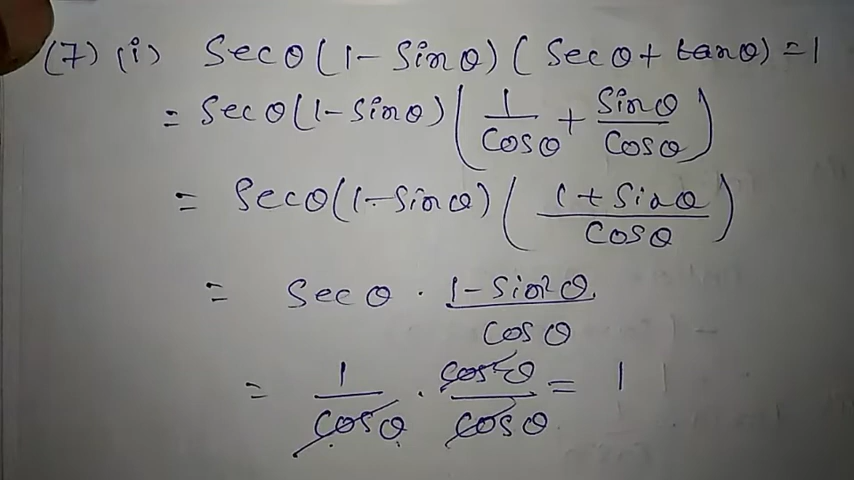 (7) (i) Secθ(1-Sinθ)(Secθ+tanθ)=1
= Secθ(1-Sinθ)(1/Cosθ + Sinθ/Cosθ)
= Secθ(1-Sinθ)((1+Sinθ)/Cosθ)
= Secθ · (1-Sin²θ)/Cosθ
= 1/Cosθ · Cos²θ/Cosθ = 1